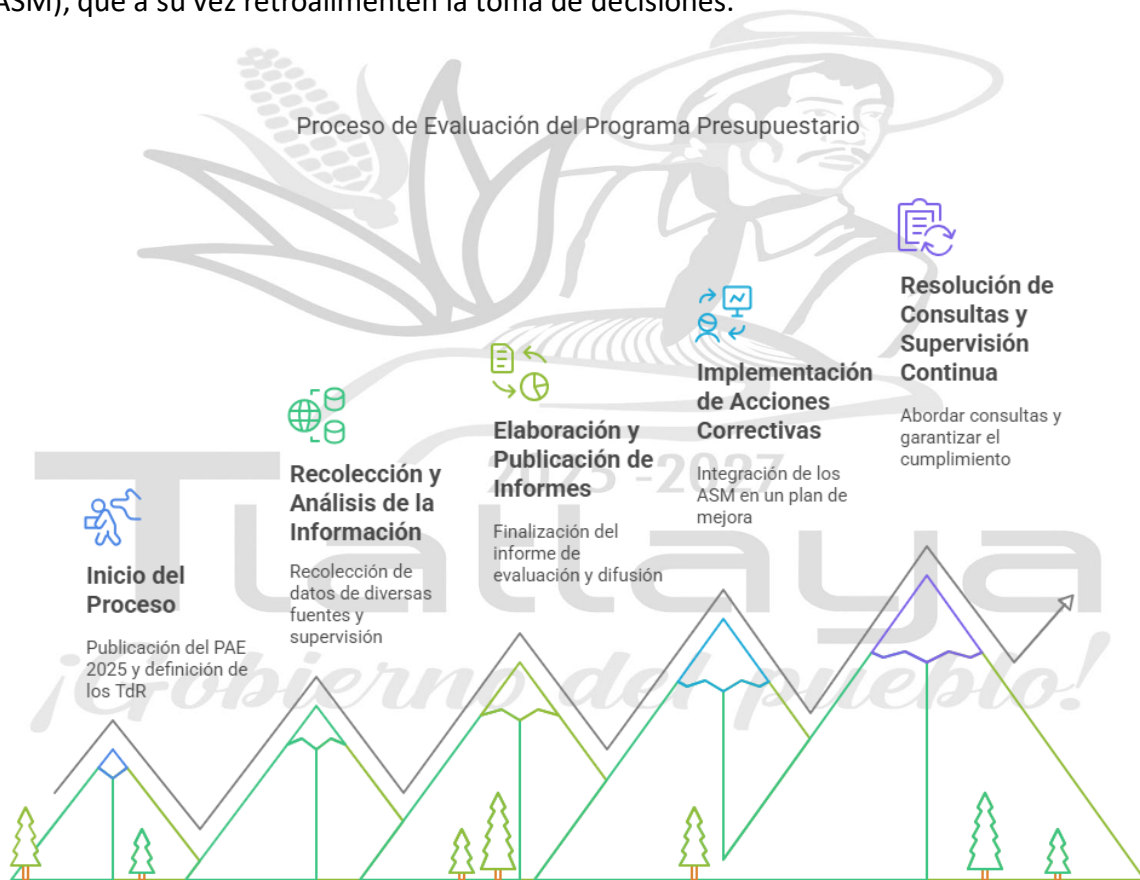 ASM), que a su vez retroalimenten la toma de decisiones.
Proceso de Evaluación del Programa Presupuestario
Inicio del
Proceso
Publicación del PAE
2025 y definición de
los TdR
Recolección y
Análisis de la
Información
Recolección de
datos de diversas
fuentes y
supervisión
Elaboración y
Publicación de
Informes
Finalización del
informe de
evaluación y difusión
Implementación
de Acciones
Correctivas
Integración de los
ASM en un plan de
mejora
Resolución de
Consultas y
Supervisión
Continua
Abordar consultas y
garantizar el
cumplimiento
2025 -2027
Tlatlaya
¡Gobierno del pueblo!